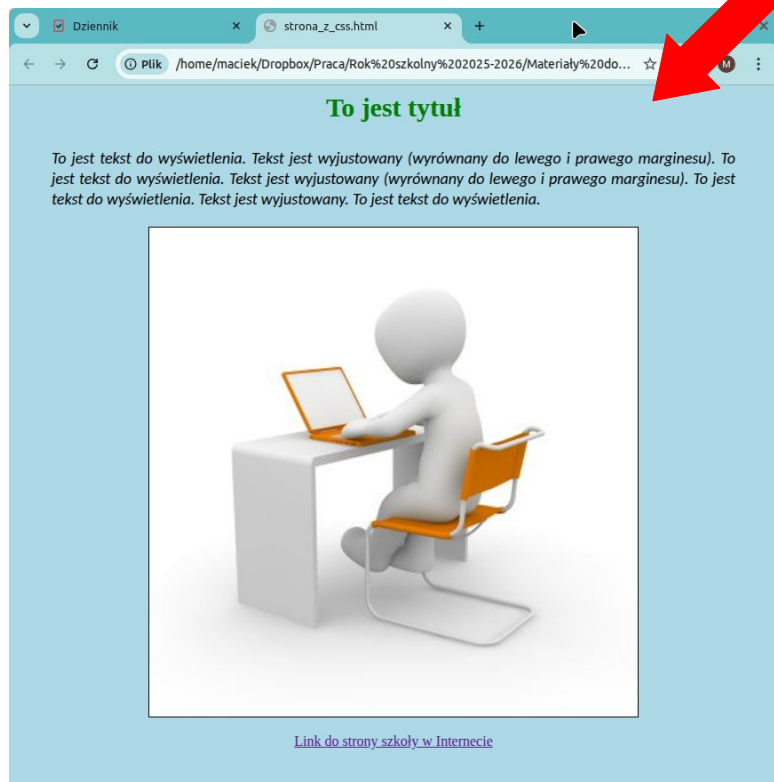 Dziennik
strona_z_css.html
Plik /home/maciek/Dropbox/Praca/Rok%20szkolny%202025-2026/Materiały%20do...
M
To jest tytuł
To jest tekst do wyświetlenia. Tekst jest wyjustowany (wyrównany do lewego i prawego marginesu). To
jest tekst do wyświetlenia. Tekst jest wyjustowany (wyrównany do lewego i prawego marginesu). To jest
tekst do wyświetlenia. Tekst jest wyjustowany. To jest tekst do wyświetlenia.
Link do strony szkoły w Internecie